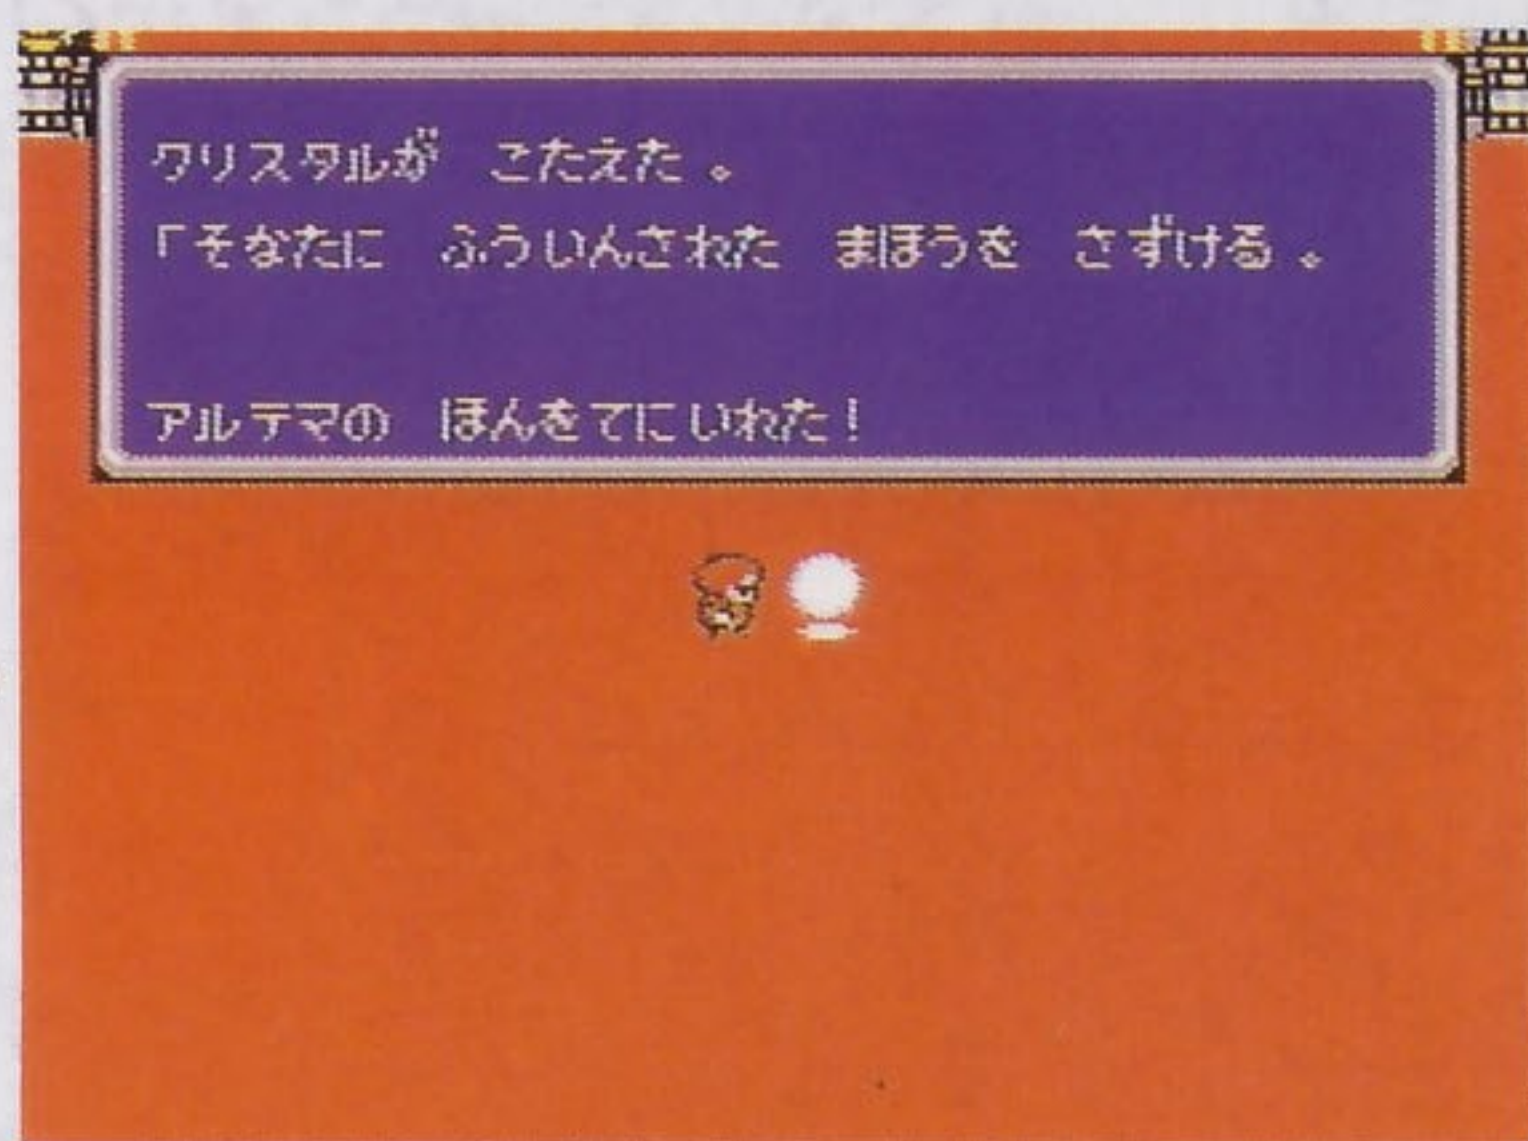 クリスタルが こたえた。
「そなたに ふういんされた まほうを さずける。
アルテマの ほんをてにいれた!